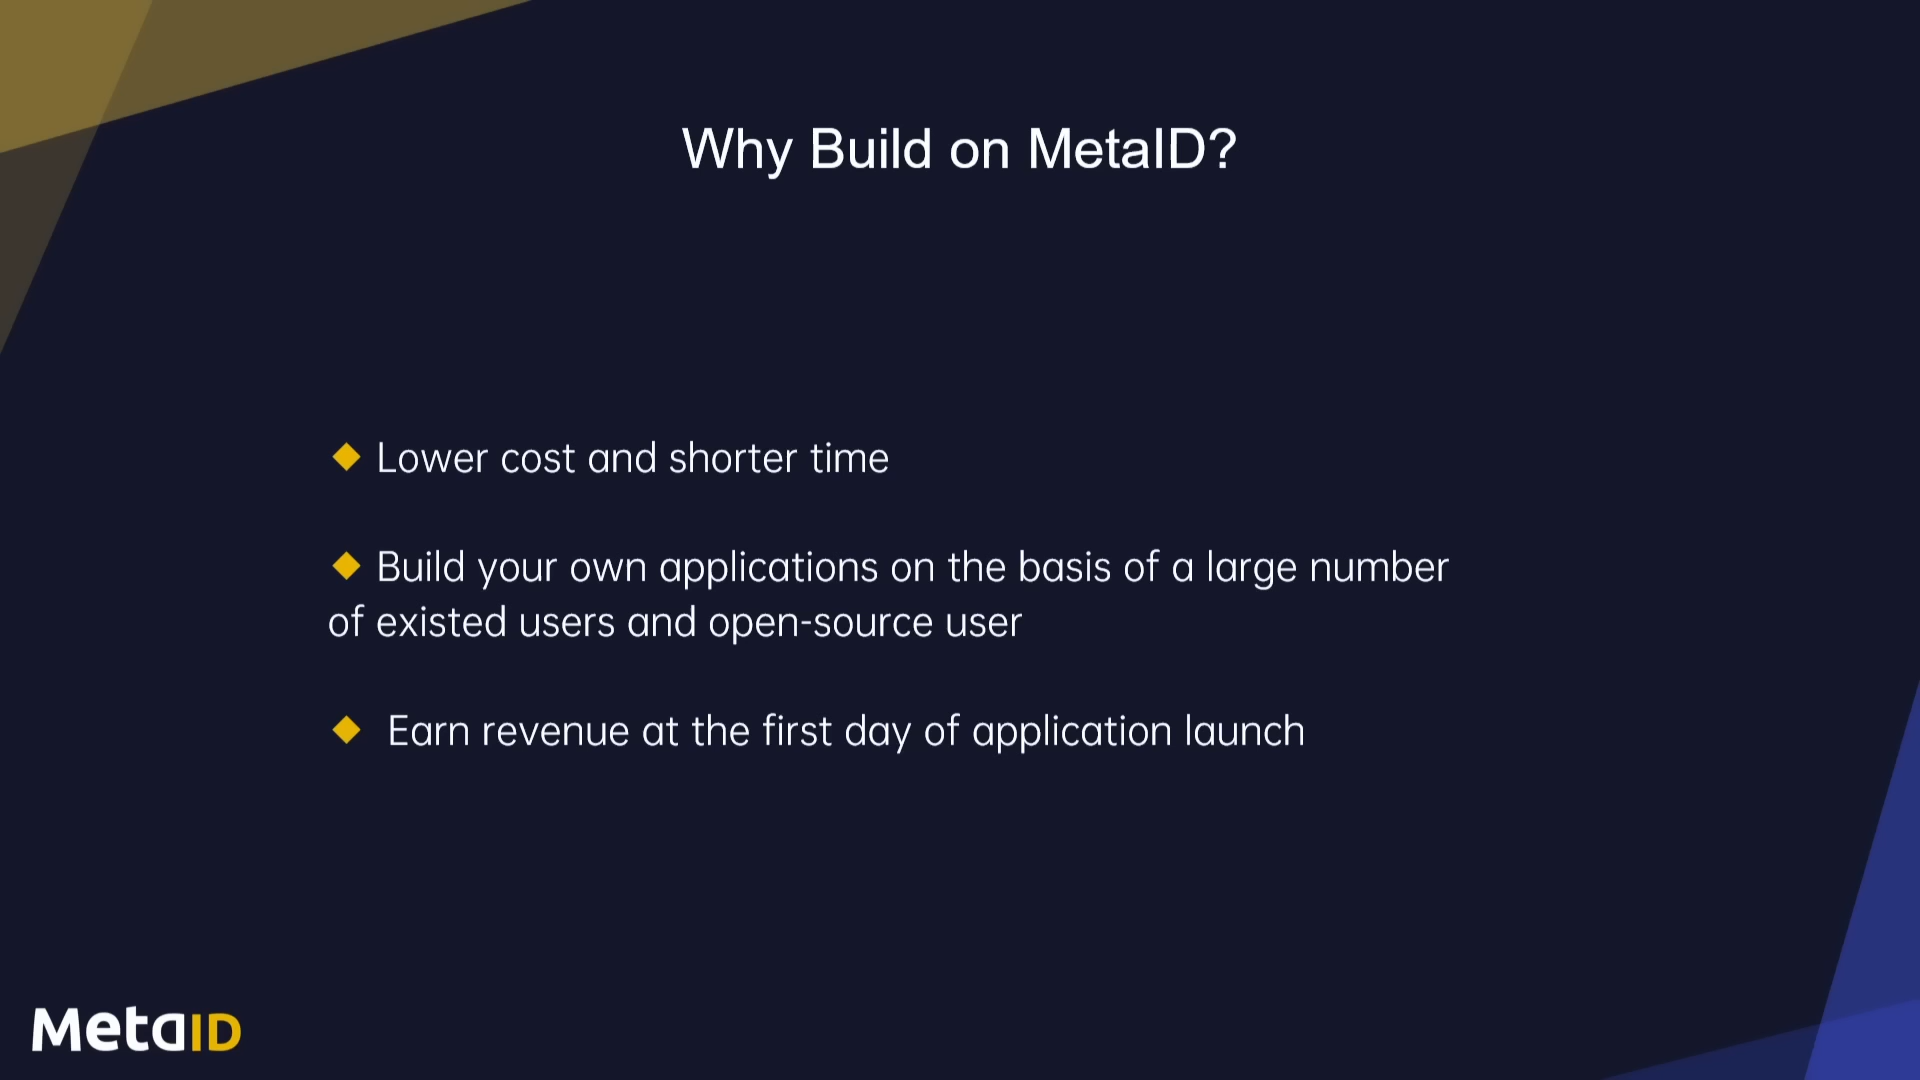 Why Build on MetaID?
◆ Lower cost and shorter time
◆ Build your own applications on the basis of a large number
of existed users and open-source user
◆ Earn revenue at the first day of application launch
MetaID